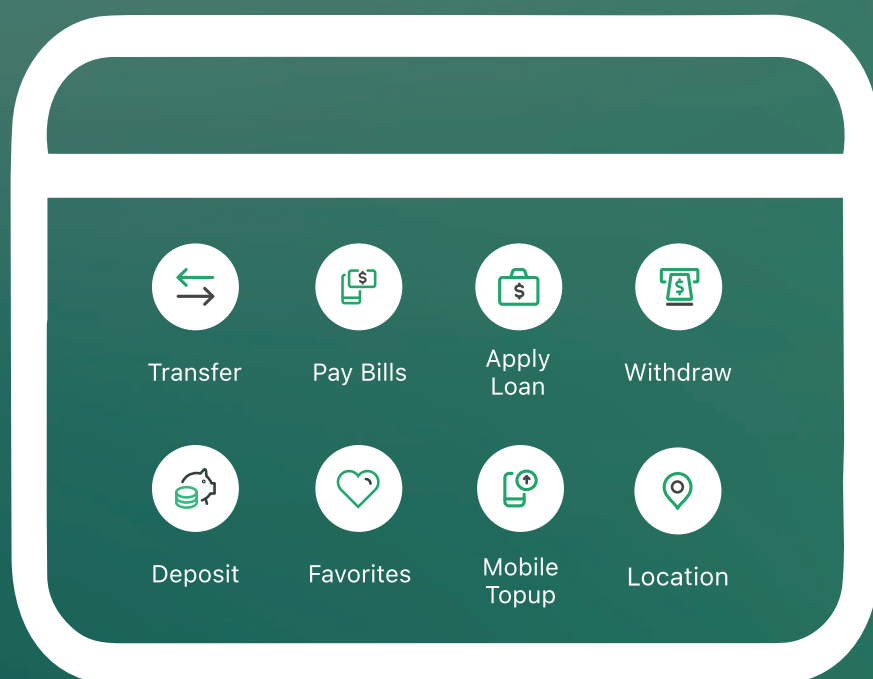 Transfer
Pay Bills
Apply
Loan
Withdraw
Deposit
Favorites
Mobile
Topup
Location